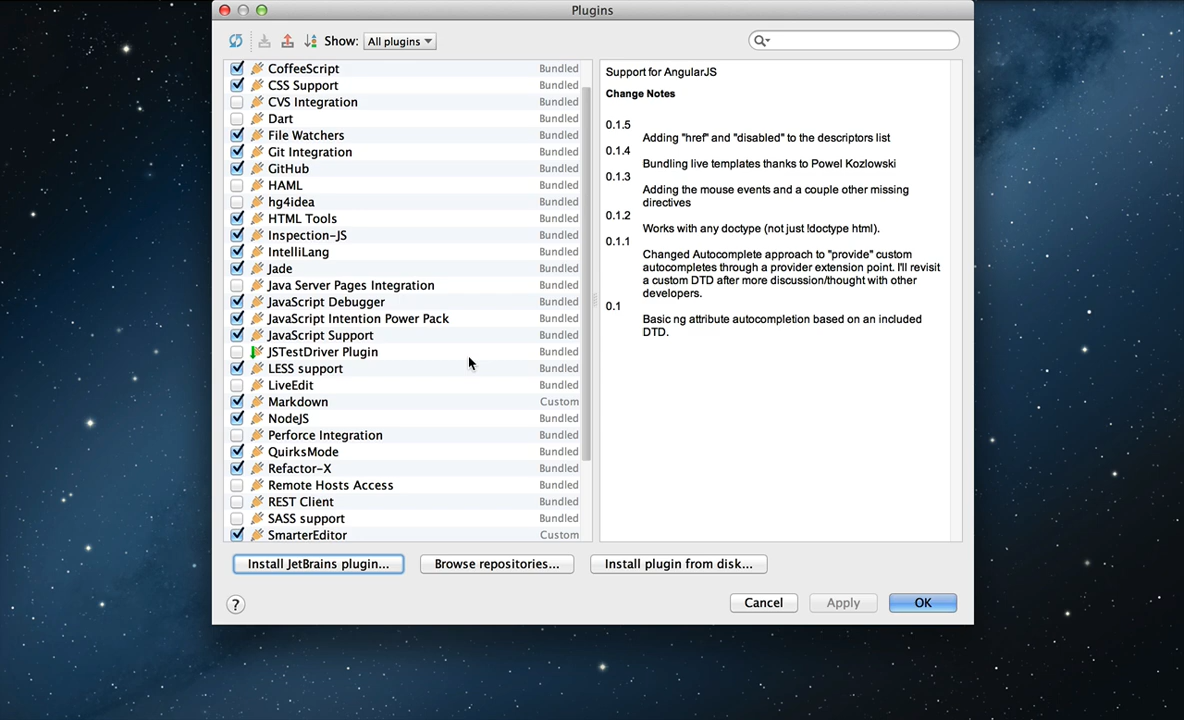 Plugins
Show: All plugins
CoffeeScript Bundled
CSS Support Bundled
CVS Integration Bundled
Dart Bundled
File Watchers Bundled
Git Integration Bundled
GitHub Bundled
HAML Bundled
hg4idea Bundled
HTML Tools Bundled
Inspection-JS Bundled
IntelliLang Bundled
Jade Bundled
Java Server Pages Integration Bundled
JavaScript Debugger Bundled
JavaScript Intention Power Pack Bundled
JavaScript Support Bundled
JSTestDriver Plugin Bundled
LESS support Bundled
LiveEdit Bundled
Markdown Custom
NodeJS Bundled
Perforce Integration Bundled
QuirksMode Bundled
Refactor-X Bundled
Remote Hosts Access Bundled
REST Client Bundled
SASS support Bundled
SmarterEditor Custom
Support for AngularJS
Change Notes
0.1.5
Adding "href" and "disabled" to the descriptors list
0.1.4
Bundling live templates thanks to Powel Kozlowski
0.1.3
Adding the mouse events and a couple other missing
directives
0.1.2
Works with any doctype (not just !doctype html).
0.1.1
Changed Autocomplete approach to "provide" custom
autocompletes through a provider extension point. I'll revisit
a custom DTD after more discussion/thought with other
developers.
0.1
Basic ng attribute autocompletion based on an included
DTD.
Install JetBrains plugin... Browse repositories... Install plugin from disk...
? Cancel Apply OK